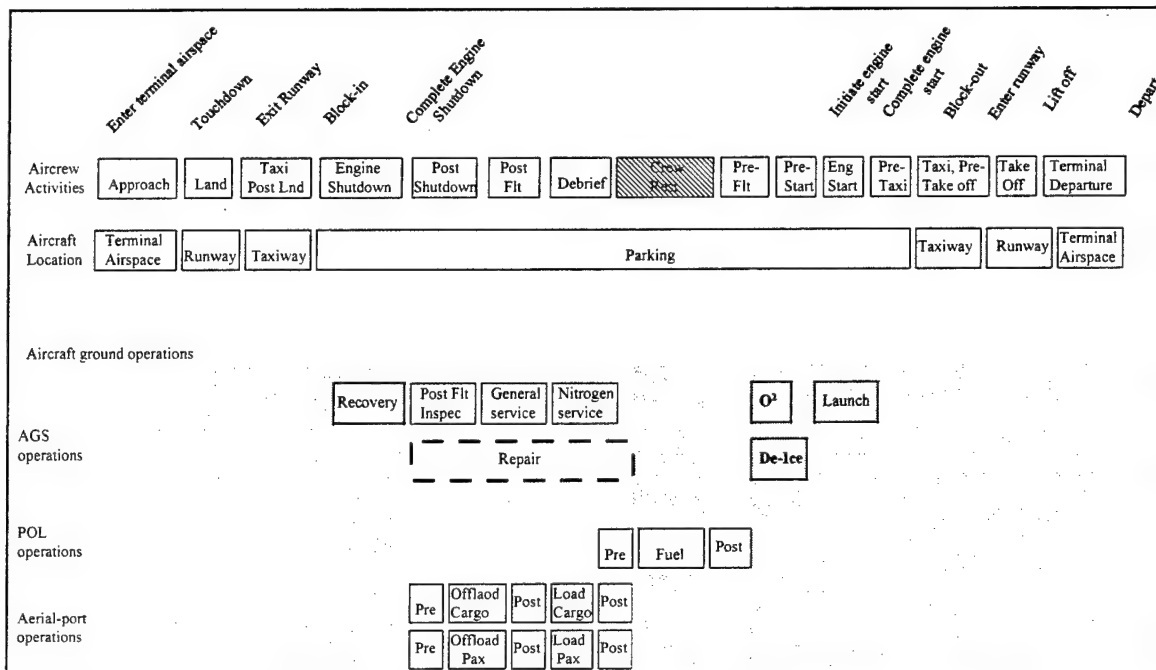 Enter terminal airspace
Touchdown
Exit Runway
Block-in
Complete Engine
Shutdown
Initiate engine
start
Complete engine
start
Block-out
Enter runway
Lift off
Depart
Aircrew
Activities
Approach
Land
Taxi
Post Lnd
Engine
Shutdown
Post
Shutdown
Post
Flt
Debrief
Crew
Rest
Pre-
Flt
Pre-
Start
Eng
Start
Pre-
Taxi
Taxi, Pre-
Take off
Take
Off
Terminal
Departure
Aircraft
Location
Terminal
Airspace
Runway
Taxiway
Parking
Taxiway
Runway
Terminal
Airspace
Aircraft ground operations
AGS
operations
Recovery
Post Flt
Inspec
General
service
Nitrogen
service
O²
Launch
Repair
De-Ice
POL
operations
Pre
Fuel
Post
Aerial-port
operations
Pre
Offlaod
Cargo
Post
Load
Cargo
Post
Pre
Offload
Pax
Post
Load
Pax
Post